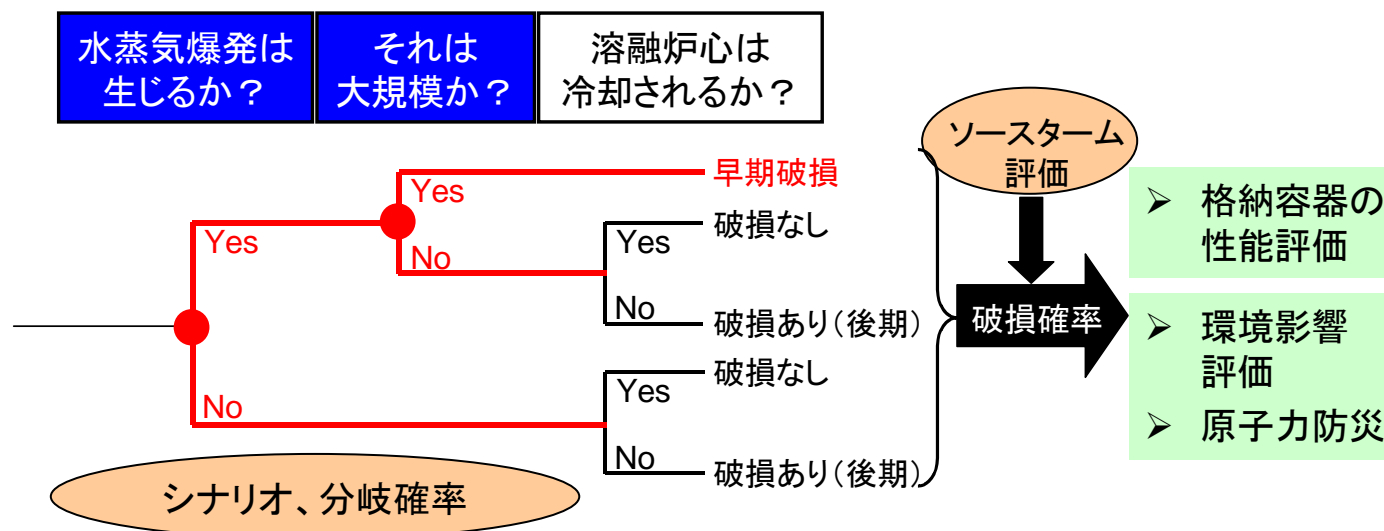 水蒸気爆発は
生じるか？
それは
大規模か？
溶融炉心は
冷却されるか？
ソースターム
評価
Yes
早期破損
Yes
No
Yes
破損なし
No
破損あり（後期）
No
Yes
破損なし
No
破損あり（後期）
破損確率
➢ 格納容器の
性能評価
➢ 環境影響
評価
➢ 原子力防災
シナリオ、分岐確率